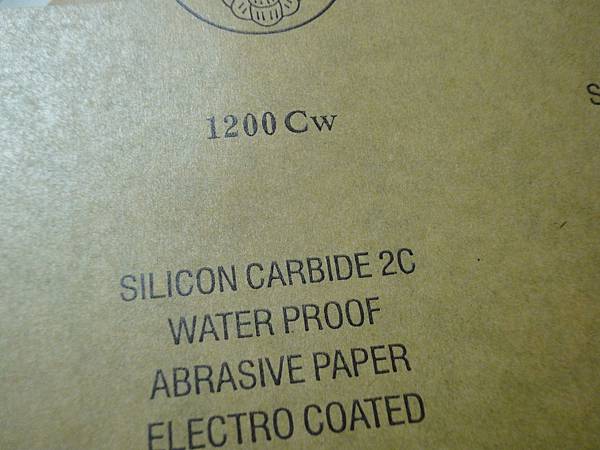 1200 Cw
SILICON CARBIDE 2C
WATER PROOF
ABRASIVE PAPER
ELECTRO COATED